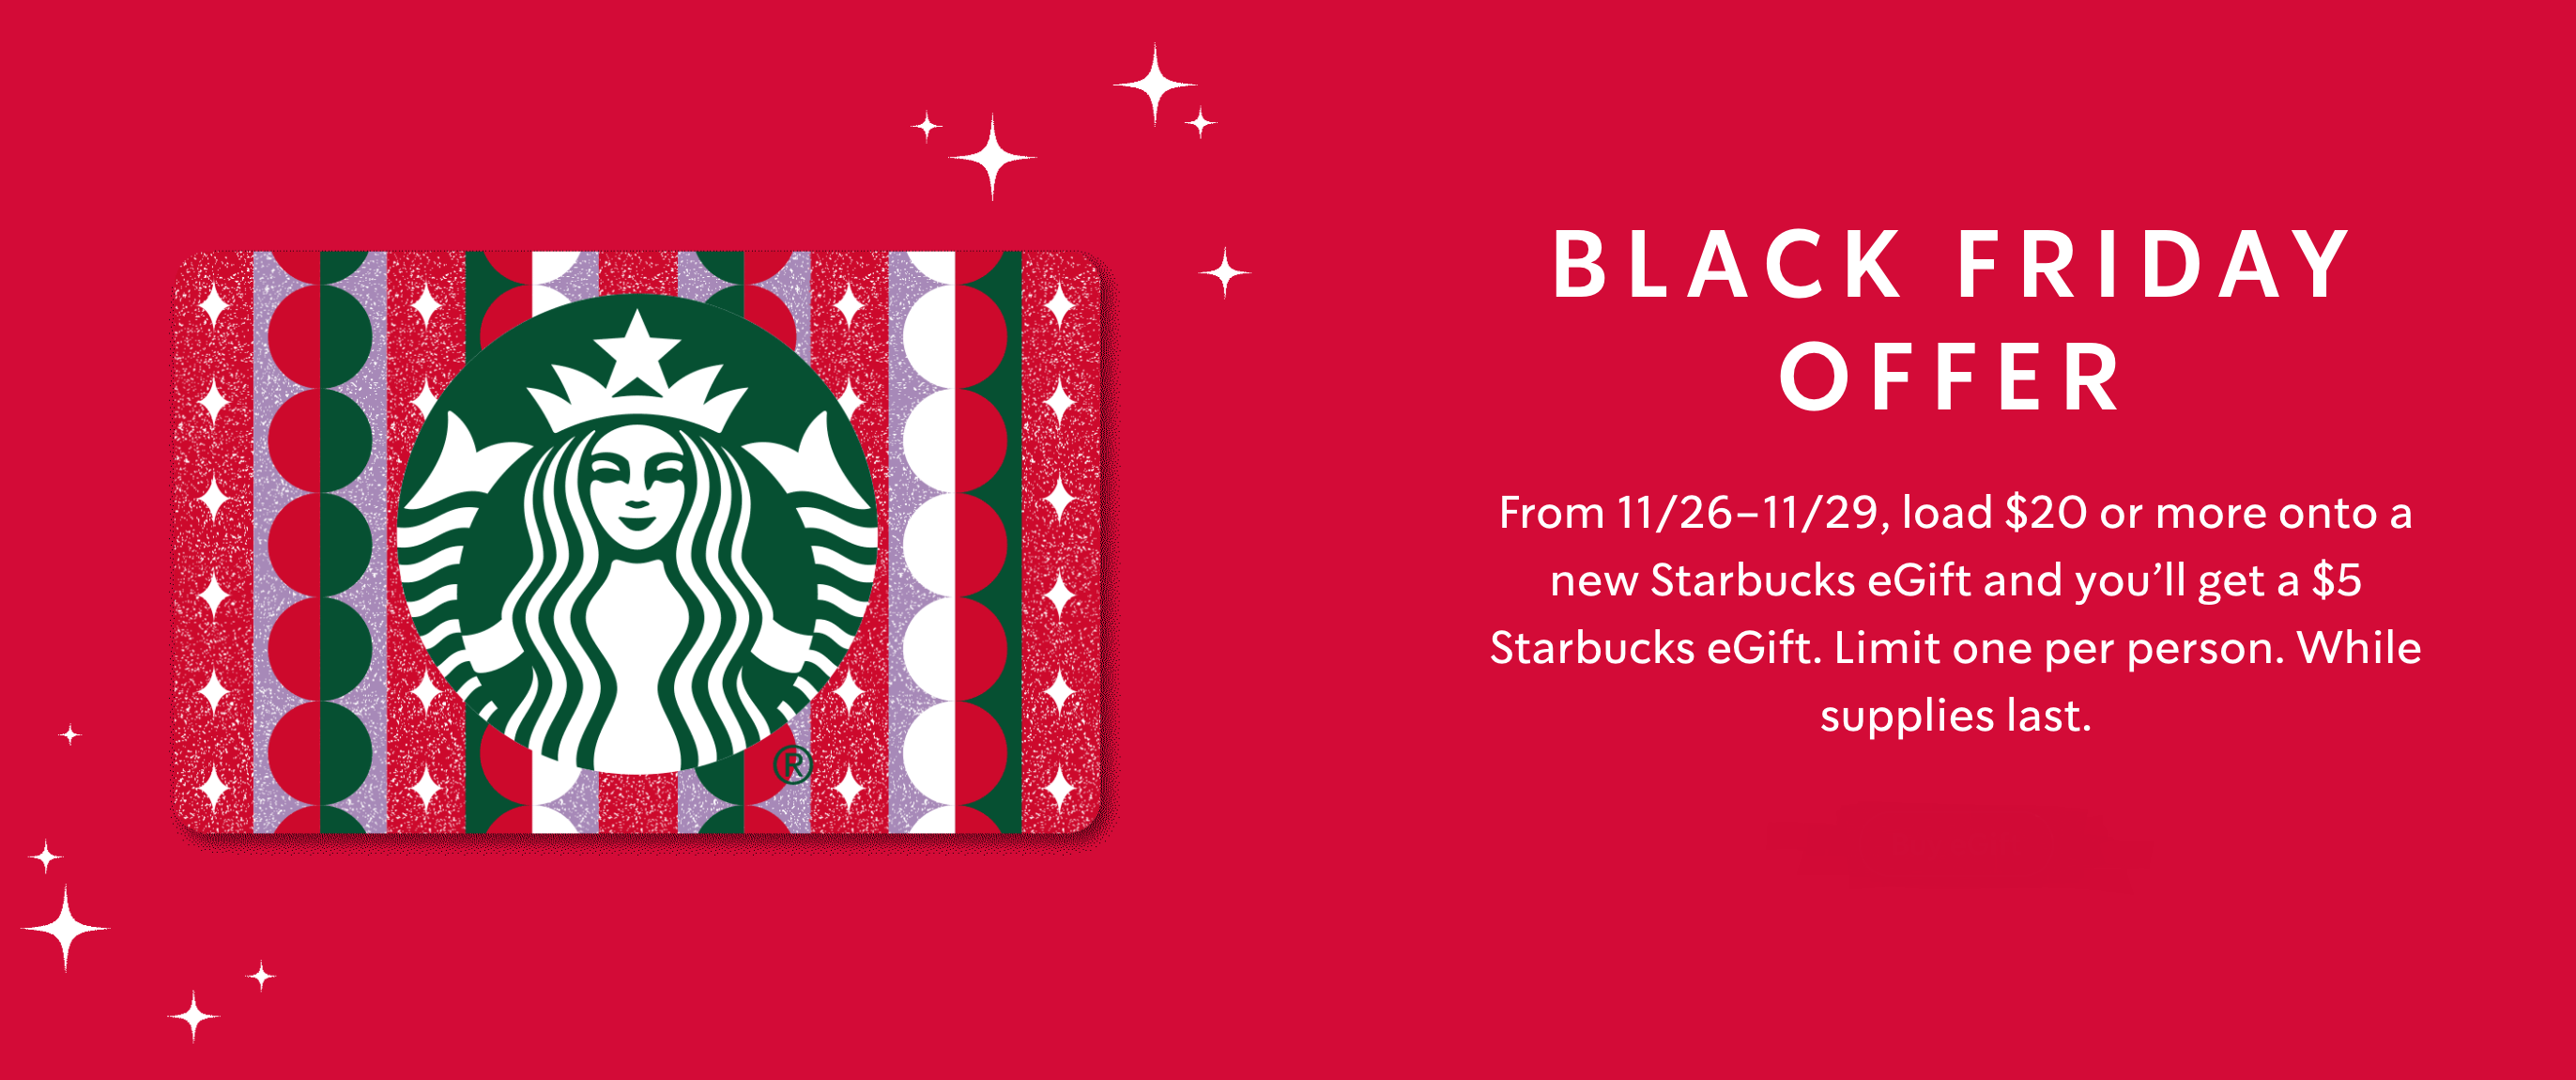 BLACK FRIDAY
OFFER
From 11/26–11/29, load $20 or more onto a
new Starbucks eGift and you’ll get a $5
Starbucks eGift. Limit one per person. While
supplies last.
®